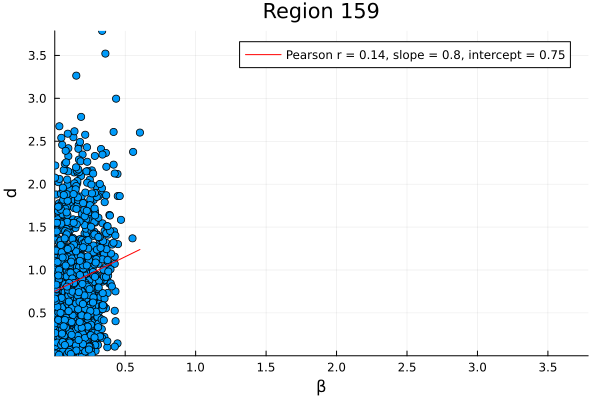 Region 159
Pearson r = 0.14, slope = 0.8, intercept = 0.75
d
3.5
3.0
2.5
2.0
1.5
1.0
0.5
0.5 1.0 1.5 2.0 2.5 3.0 3.5
β